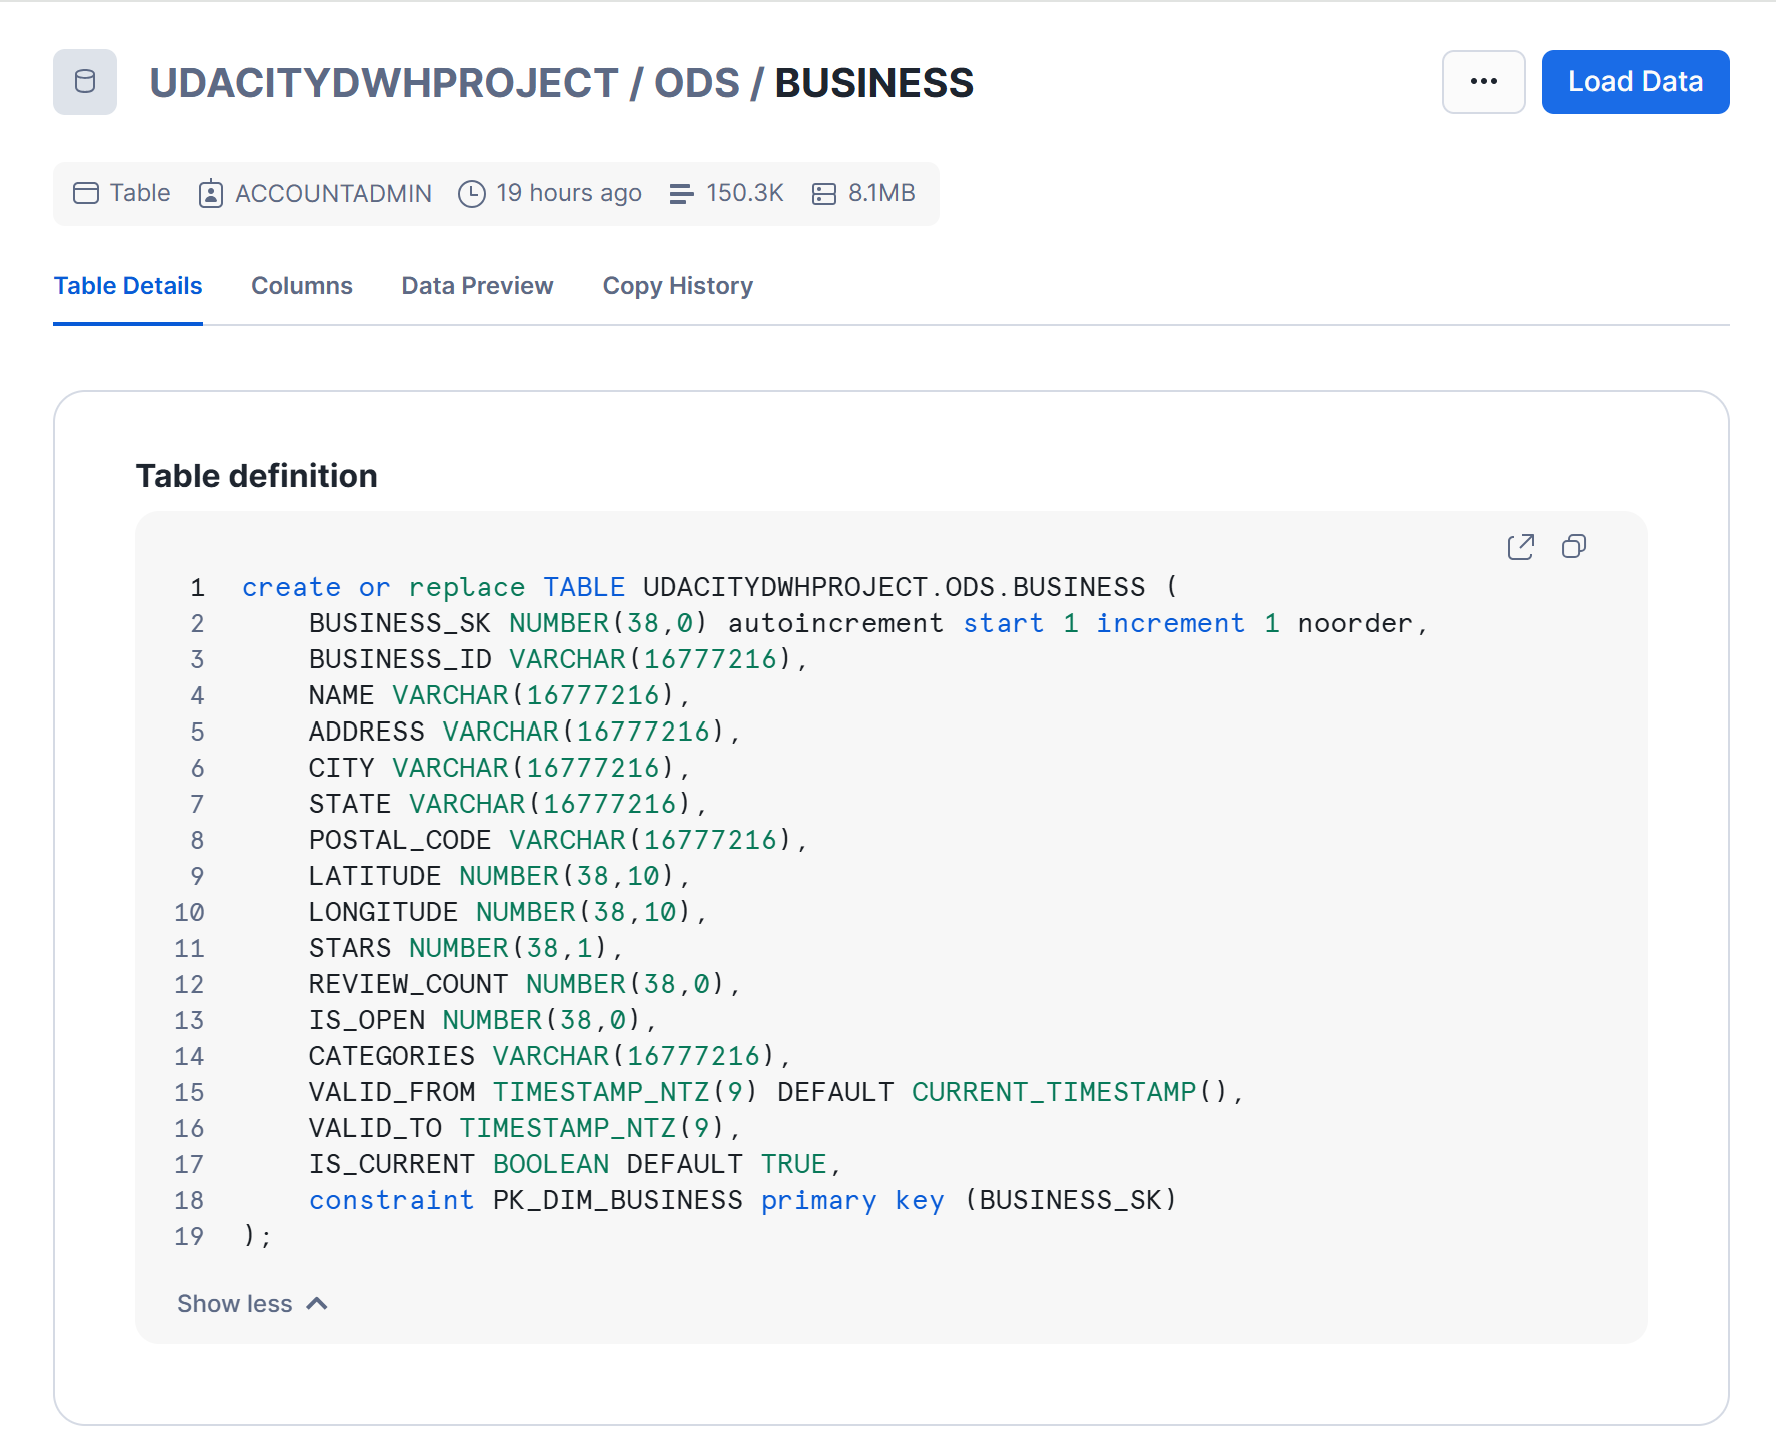 UDACITYDWHPROJECT / ODS / BUSINESS
Load Data
Table ACCOUNTADMIN 19 hours ago 150.3K 8.1MB
Table Details Columns Data Preview Copy History
Table definition
1 create or replace TABLE UDACITYDWHPROJECT.ODS.BUSINESS (
2 BUSINESS_SK NUMBER(38,0) autoincrement start 1 increment 1 noorder,
3 BUSINESS_ID VARCHAR(16777216),
4 NAME VARCHAR(16777216),
5 ADDRESS VARCHAR(16777216),
6 CITY VARCHAR(16777216),
7 STATE VARCHAR(16777216),
8 POSTAL_CODE VARCHAR(16777216),
9 LATITUDE NUMBER(38,10),
10 LONGITUDE NUMBER(38,10),
11 STARS NUMBER(38,1),
12 REVIEW_COUNT NUMBER(38,0),
13 IS_OPEN NUMBER(38,0),
14 CATEGORIES VARCHAR(16777216),
15 VALID_FROM TIMESTAMP_NTZ(9) DEFAULT CURRENT_TIMESTAMP(),
16 VALID_TO TIMESTAMP_NTZ(9),
17 IS_CURRENT BOOLEAN DEFAULT TRUE,
18 constraint PK_DIM_BUSINESS primary key (BUSINESS_SK)
19 );
Show less